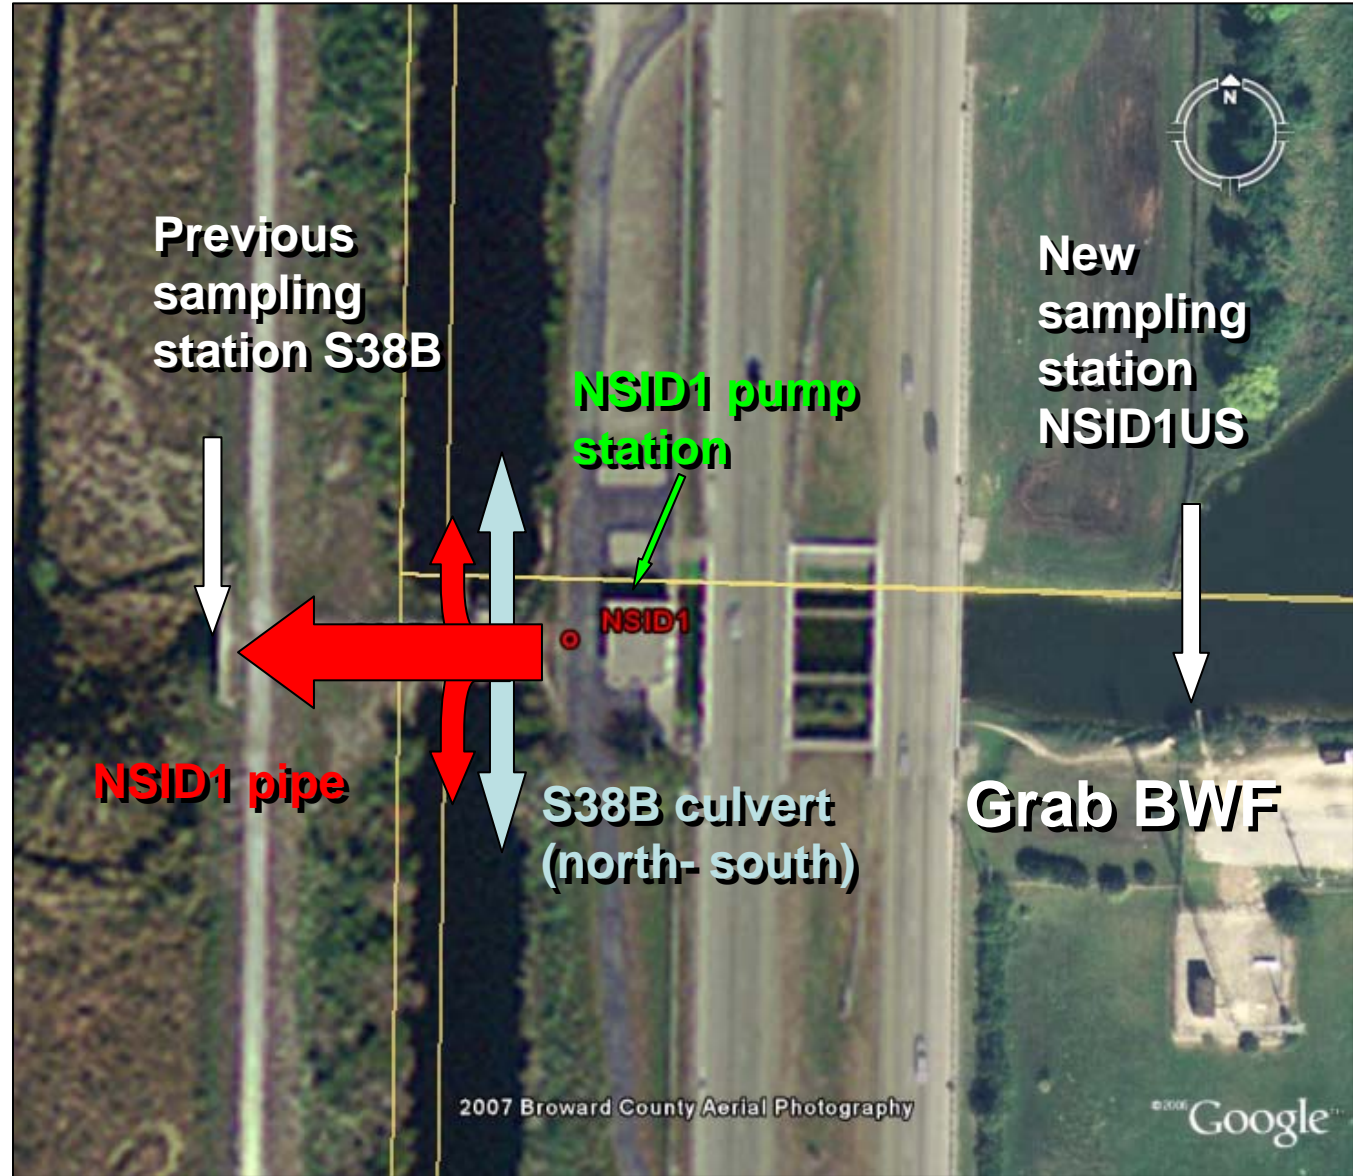 N
Previous
sampling
station S38B
New
sampling
station
NSID1US
NSID1 pump
station
NSID1
NSID1 pipe
S38B culvert
(north- south)
Grab BWF
2007 Broward County Aerial Photography
©2006 Google™